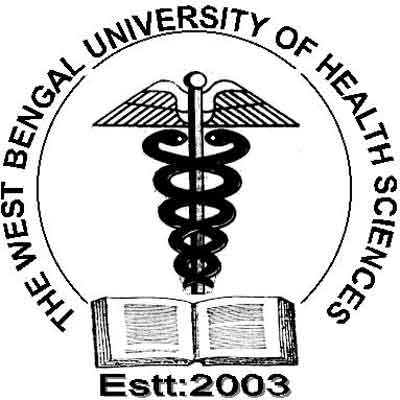 THE WEST BENGAL UNIVERSITY OF HEALTH SCIENCES
Estt:2003